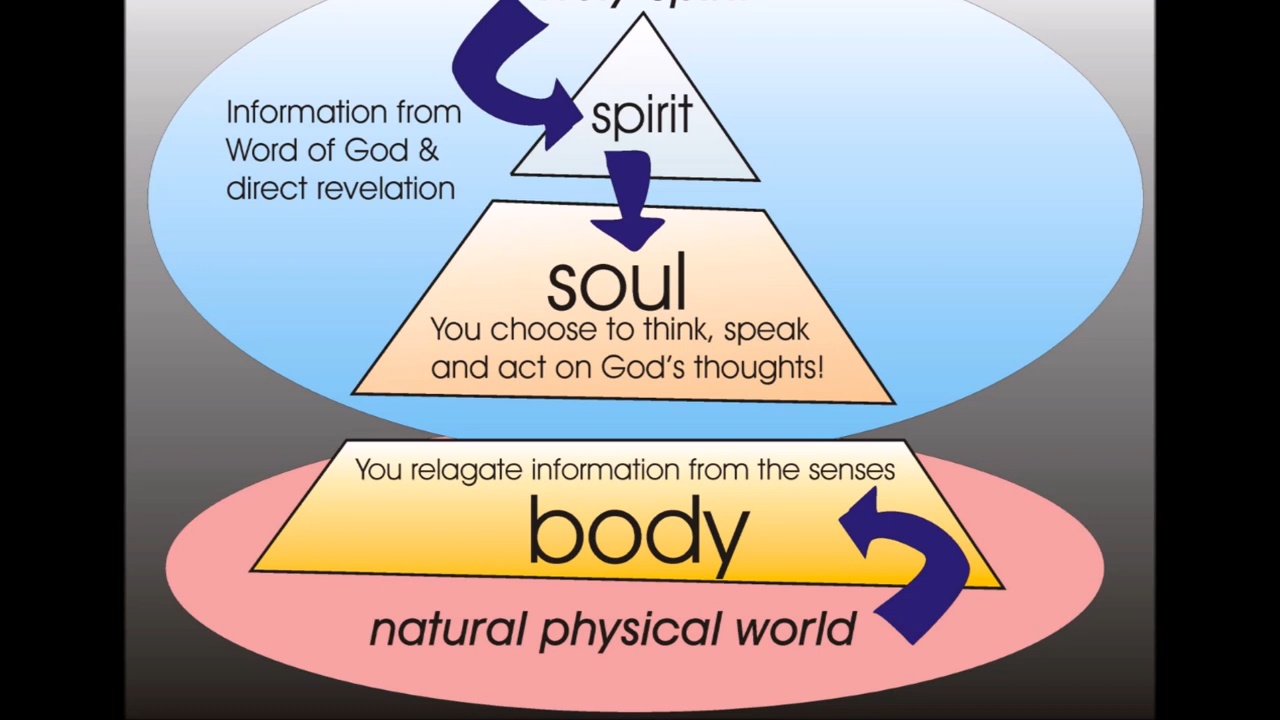 spirit
Information from
Word of God &
direct revelation
soul
You choose to think, speak
and act on God's thoughts!
You relagate information from the senses
body
natural physical world